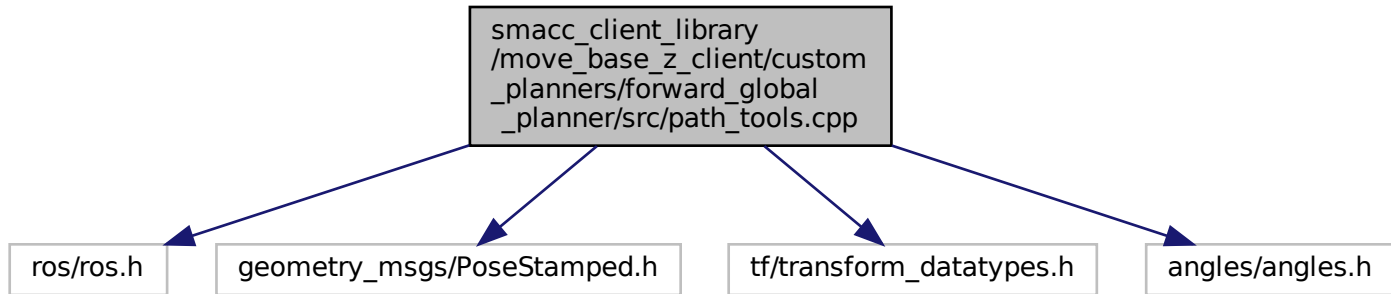 smacc_client_library
/move_base_z_client/custom
_planners/forward_global
_planner/src/path_tools.cpp
ros/ros.h
geometry_msgs/PoseStamped.h
tf/transform_datatypes.h
angles/angles.h